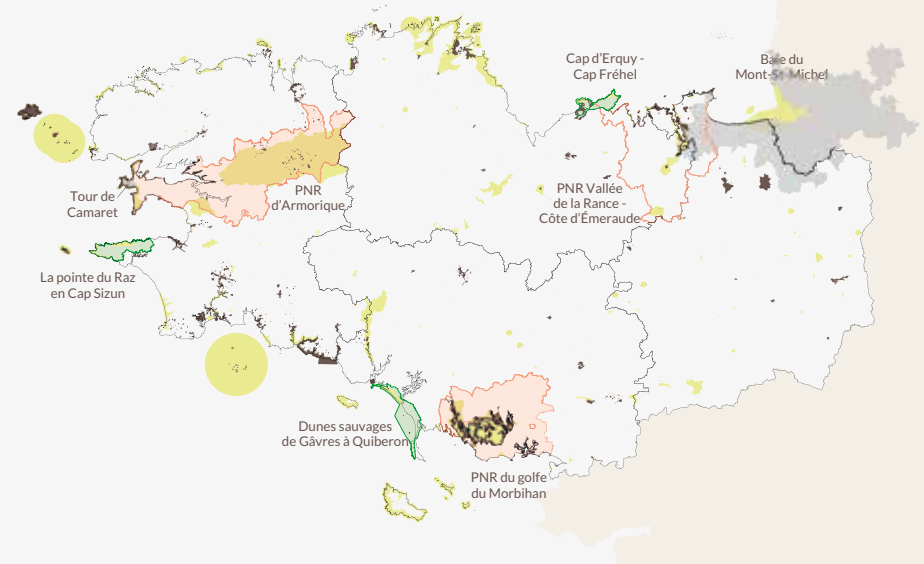 Cap d'Erquy -
Cap Fréhel
Baie du
Mont-St Michel
PNR
d'Armorique
PNR Vallée
de la Rance -
Côte d'Émeraude
Tour de
Camaret
La pointe du Raz
en Cap Sizun
Dunes sauvages
de Gâvres à Quiberon
PNR du golfe
du Morbihan